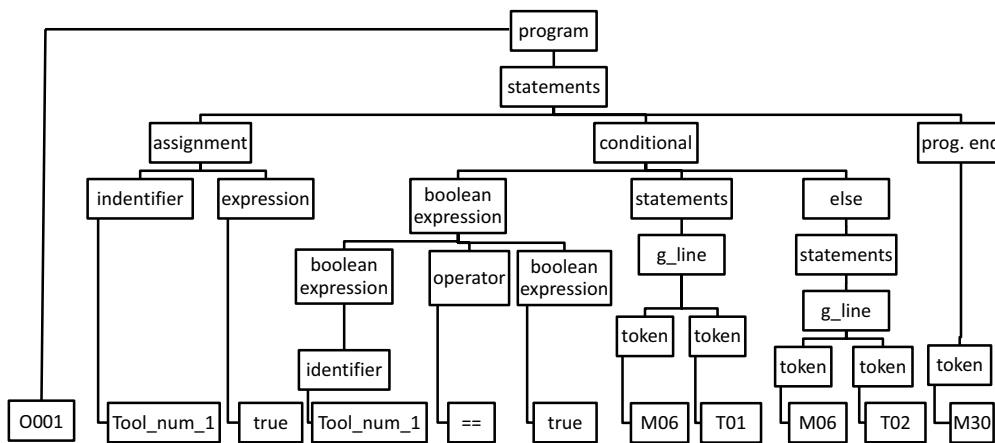 program
statements
assignment
conditional
prog. end
indentifier
expression
boolean
expression
statements
else
boolean
expression
operator
boolean
expression
g_line
statements
g_line
token
token
identifier
token
token
token
O001
Tool_num_1
true
Tool_num_1
==
true
M06
T01
M06
T02
M30